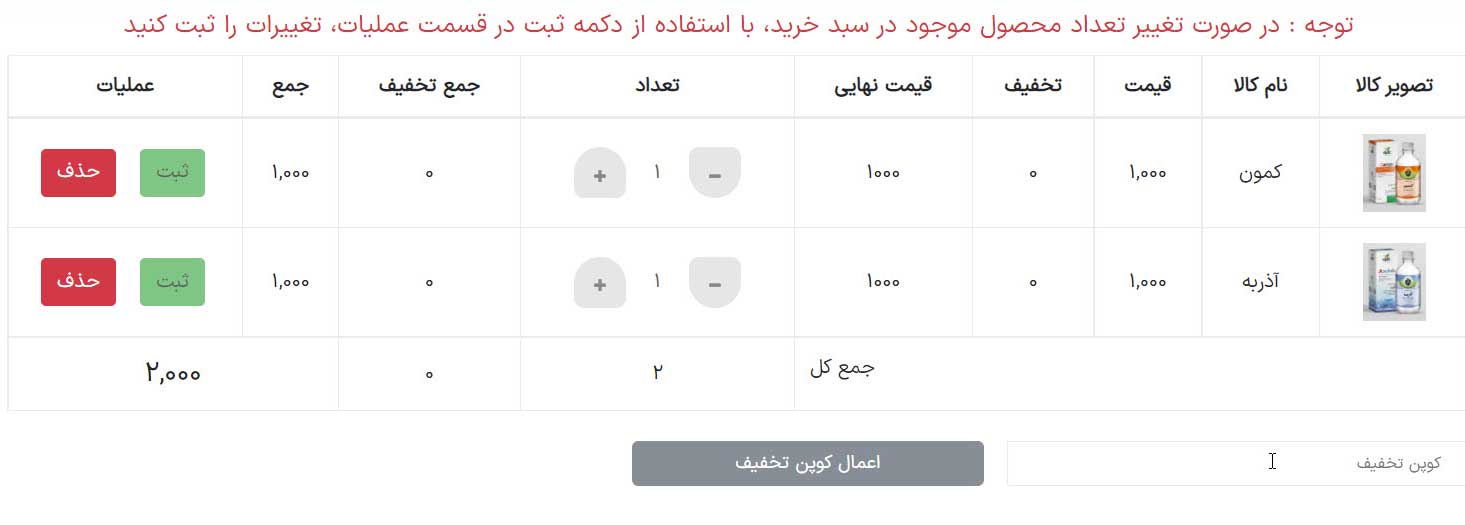 توجه : در صورت تغییر تعداد محصول موجود در سبد خرید، با استفاده از دکمه ثبت در قسمت عملیات، تغییرات را ثبت کنید
تصویر کالا نام کالا قیمت تخفیف قیمت نهایی تعداد جمع تخفیف جمع عملیات
کمون ۱,۰۰۰ ۰ ۱۰۰۰ - ۱ + ۰ ۱,۰۰۰ ثبت حذف
آذربه ۱,۰۰۰ ۰ ۱۰۰۰ - ۱ + ۰ ۱,۰۰۰ ثبت حذف
جمع کل ۲ ۰ ۲,۰۰۰
کوپن تخفیف اعمال کوپن تخفیف